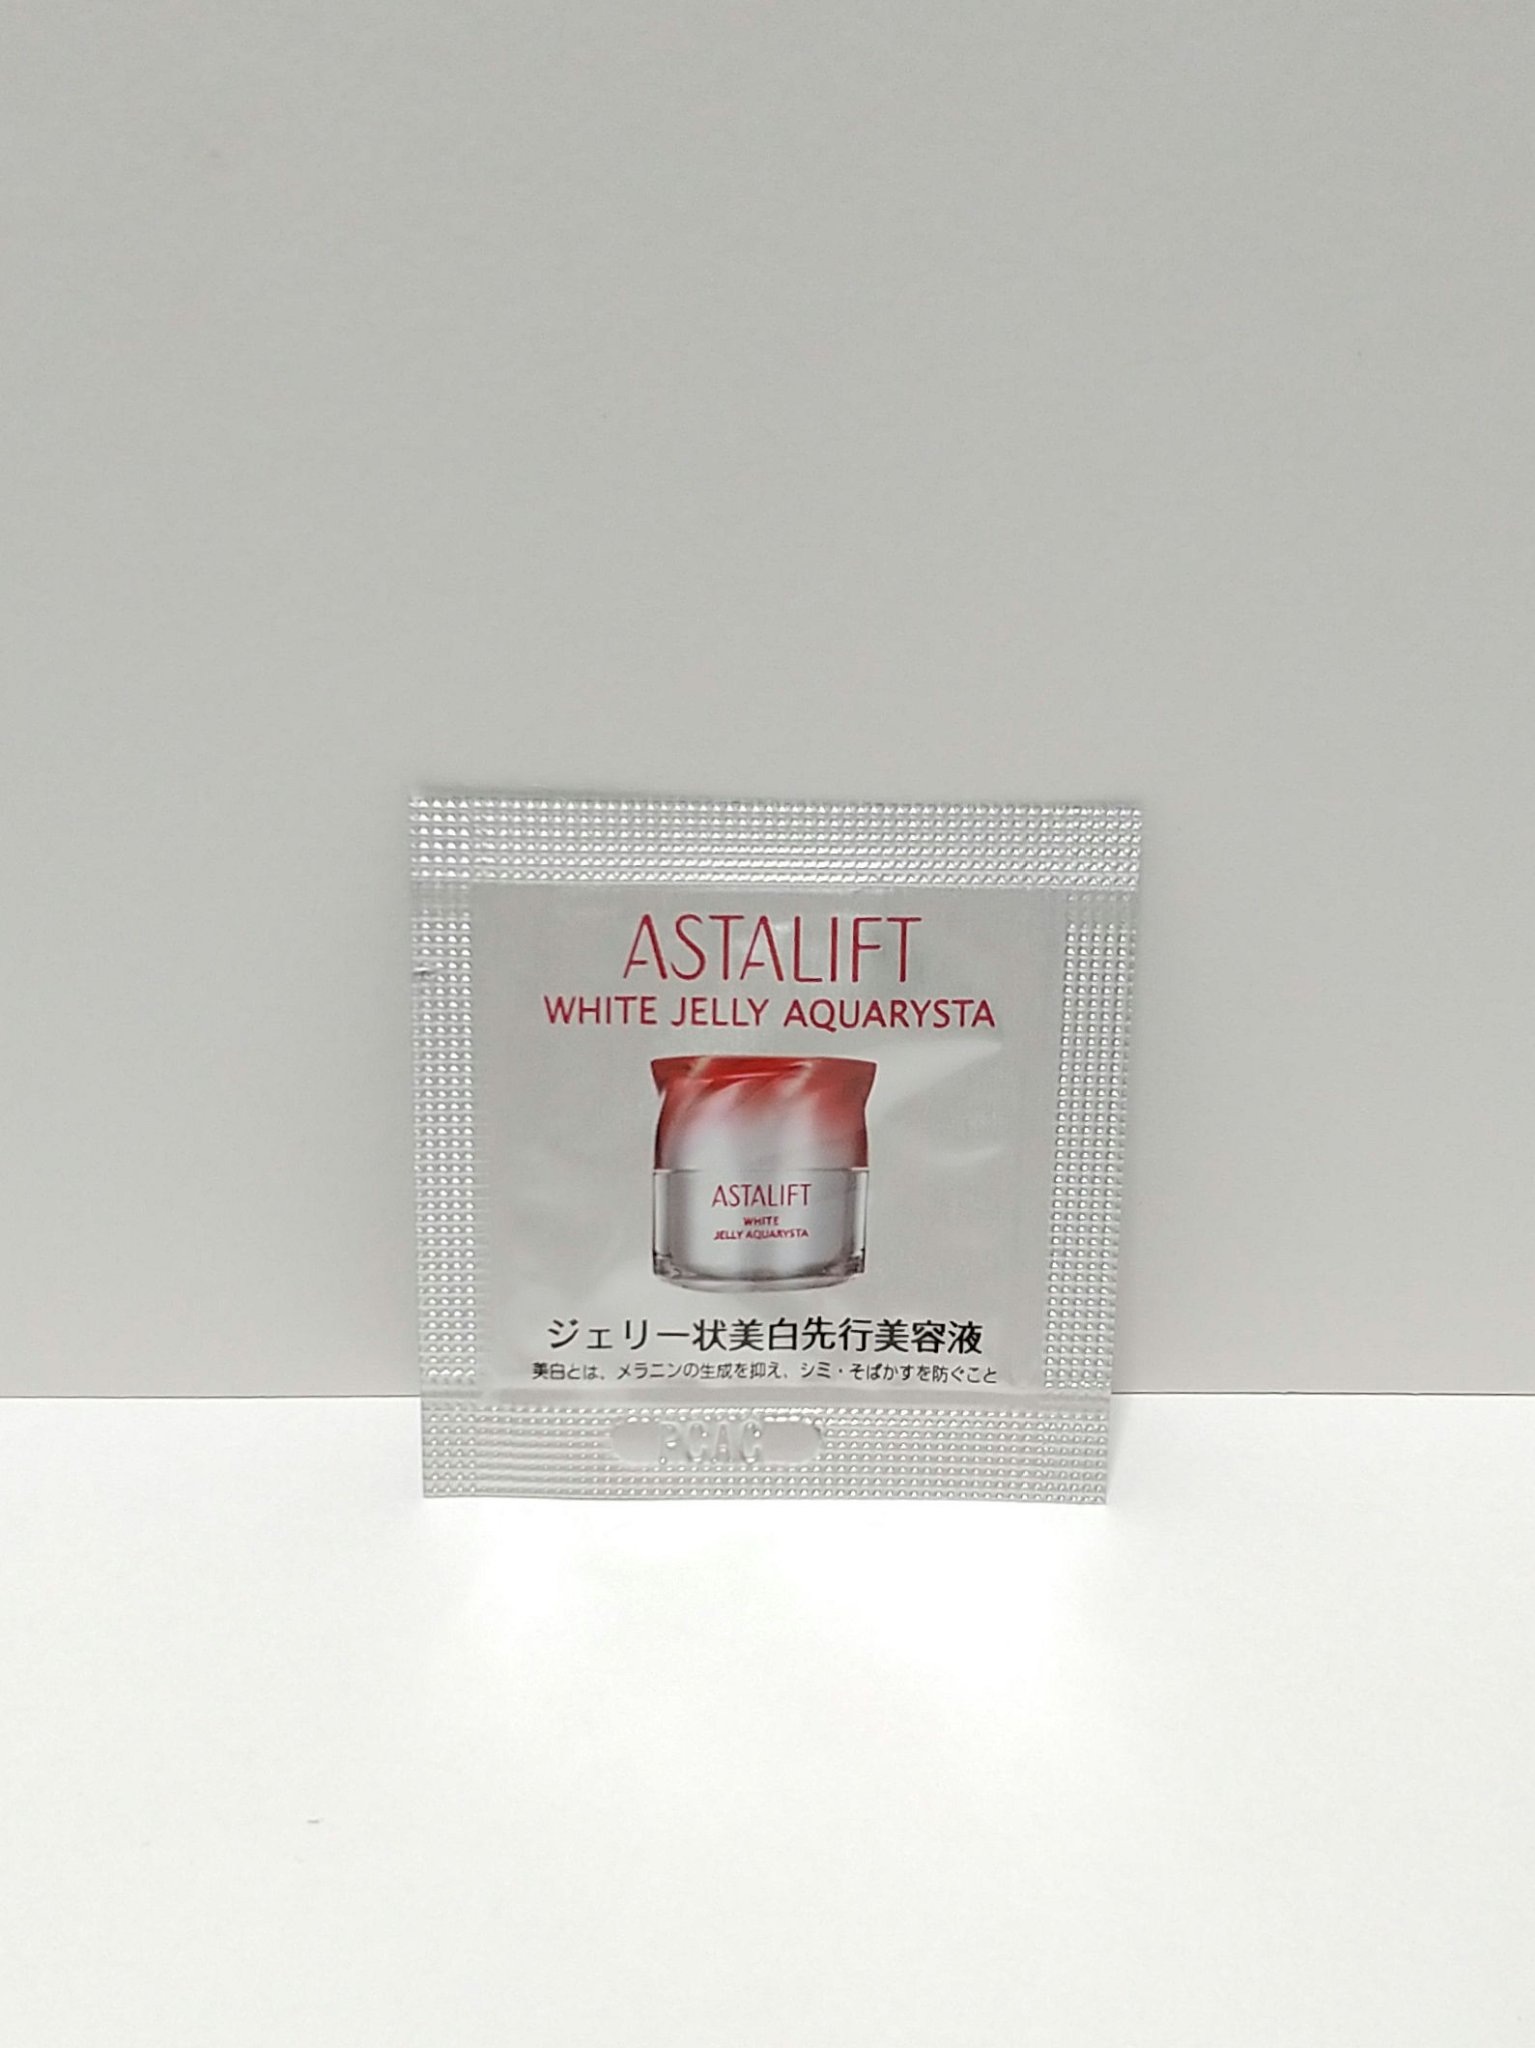 ASTALIFT
WHITE JELLY AQUARYSTA
ASTALIFT
WHITE
JELLY AQUARYSTA
ジェリー状美白先行美容液
美白とは、メラニンの生成を抑え、シミ・そばかすを防ぐこと
PCAC